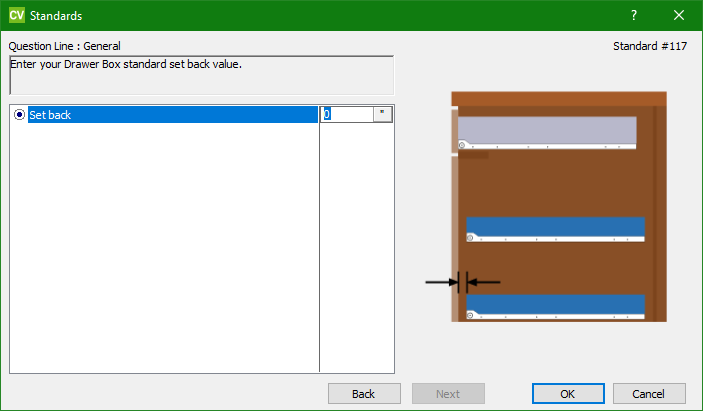 CV Standards ? ×
Question Line : General
Standard #117
Enter your Drawer Box standard set back value.
Set back 0 "
Back Next OK Cancel